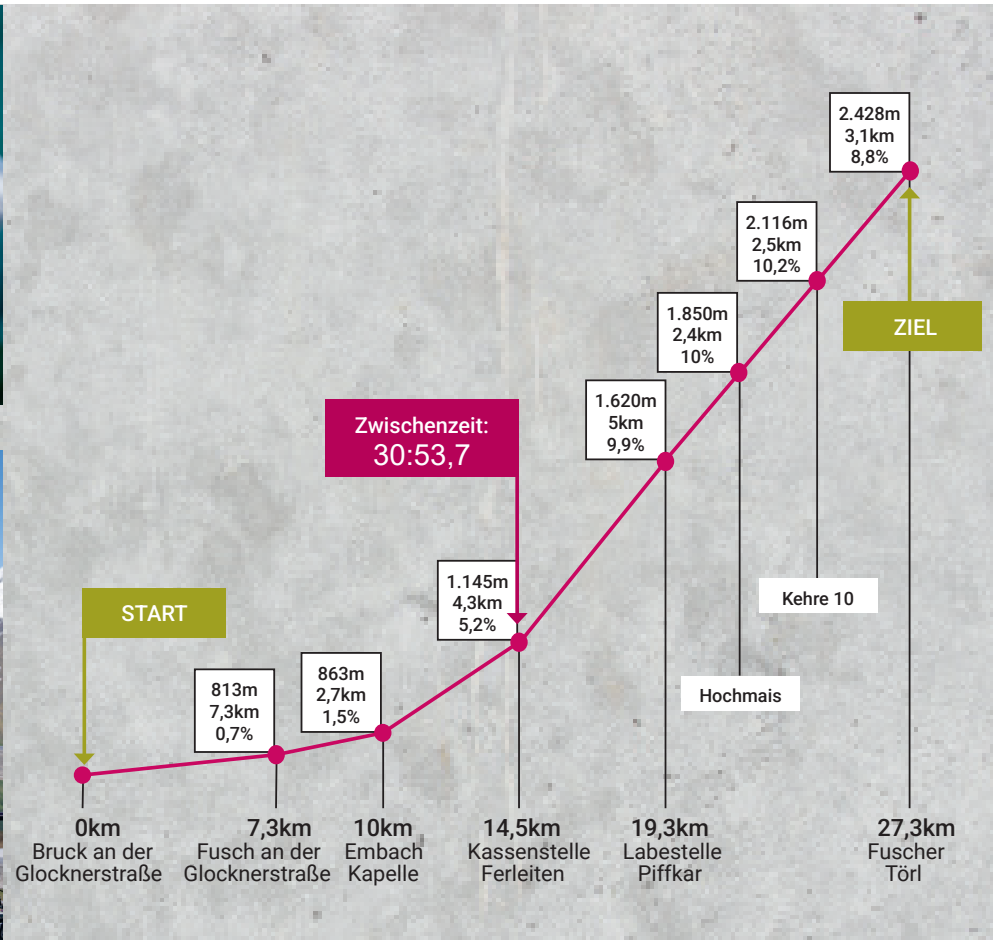 2.428m
3,1km
8,8%
2.116m
2,5km
10,2%
ZIEL
1.850m
2,4km
10%
1.620m
5km
9,9%
Zwischenzeit:
30:53,7
1.145m
4,3km
5,2%
Kehre 10
START
863m
2,7km
1,5%
813m
7,3km
0,7%
Hochmais
0km
Bruck an der
Glocknerstraße
7,3km
Fusch an der
Glocknerstraße
10km
Embach
Kapelle
14,5km
Kassenstelle
Ferleiten
19,3km
Labestelle
Piffkar
27,3km
Fuscher
Törl